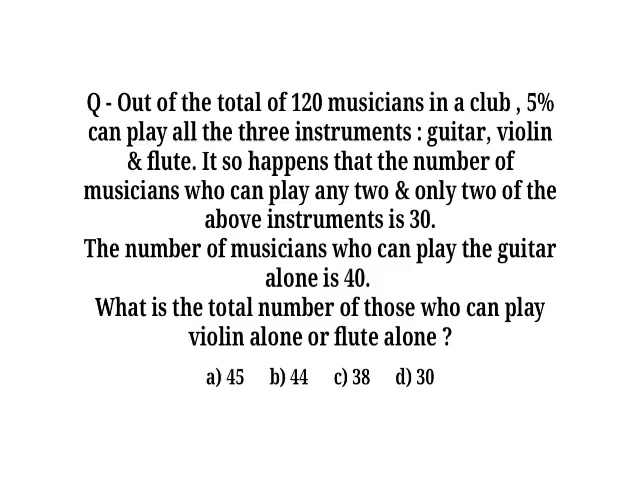 Q - Out of the total of 120 musicians in a club , 5%
can play all the three instruments : guitar, violin
& flute. It so happens that the number of
musicians who can play any two & only two of the
above instruments is 30.
The number of musicians who can play the guitar
alone is 40.
What is the total number of those who can play
violin alone or flute alone ?
a) 45 b) 44 c) 38 d) 30